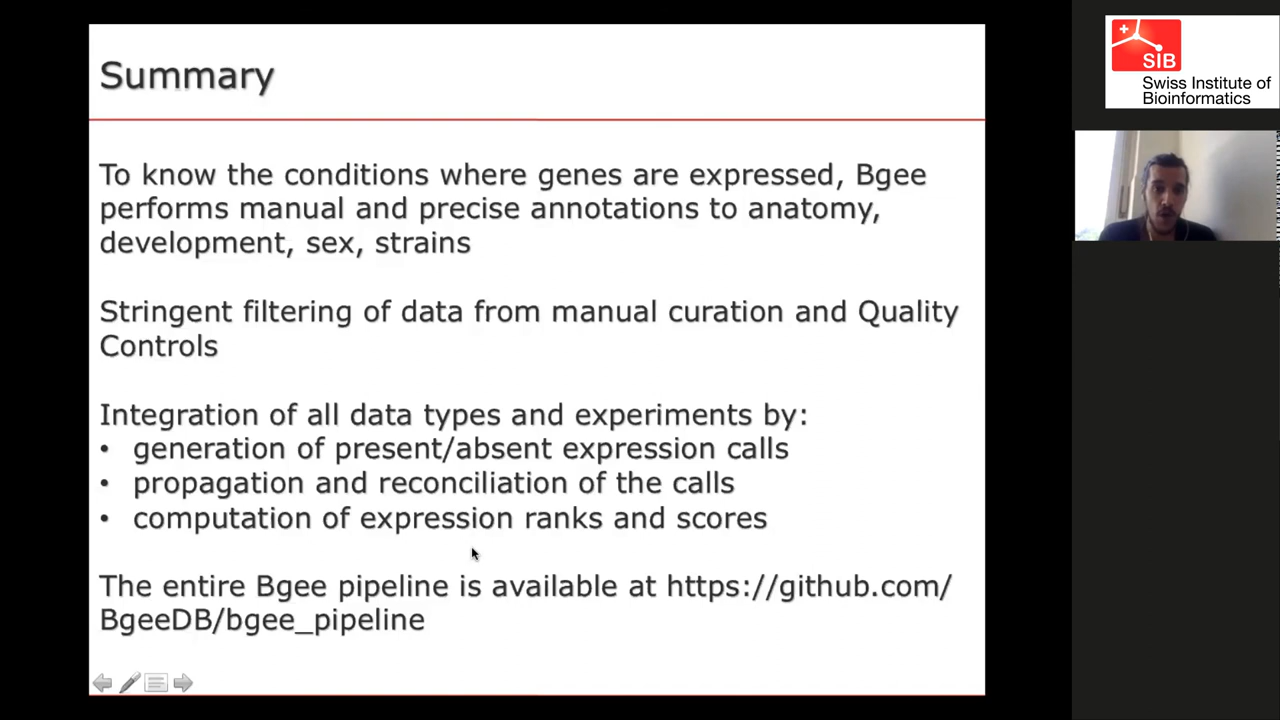 Summary
To know the conditions where genes are expressed, Bgee
performs manual and precise annotations to anatomy,
development, sex, strains
Stringent filtering of data from manual curation and Quality
Controls
Integration of all data types and experiments by:
• generation of present/absent expression calls
• propagation and reconciliation of the calls
• computation of expression ranks and scores
The entire Bgee pipeline is available at https://github.com/
BgeeDB/bgee_pipeline
SIB
Swiss Institute of
Bioinformatics